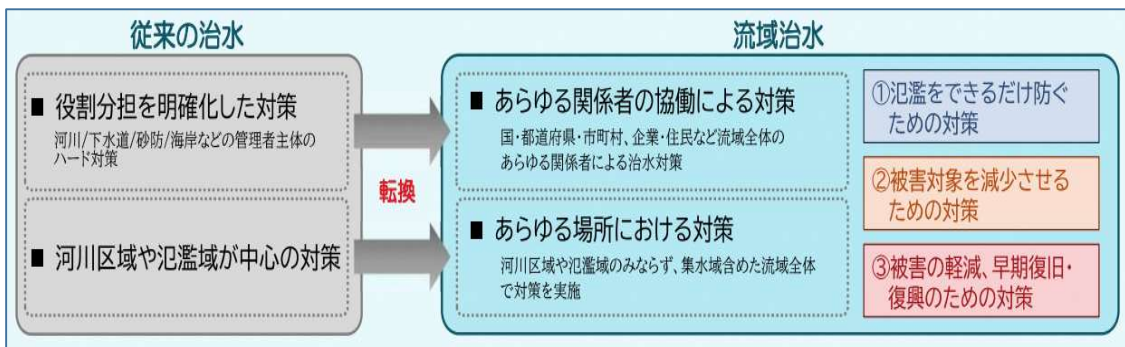 従来の治水
■ 役割分担を明確化した対策
河川/下水道/砂防/海岸などの管理者主体の
ハード対策
■ 河川区域や氾濫域が中心の対策
転換
流域治水
■ あらゆる関係者の協働による対策
国・都道府県・市町村、企業・住民など流域全体の
あらゆる関係者による治水対策
■ あらゆる場所における対策
河川区域や氾濫域のみならず、集水域含めた流域全体
で対策を実施
①氾濫をできるだけ防ぐ
ための対策
②被害対象を減少させる
ための対策
③被害の軽減、早期復旧・
復興のための対策